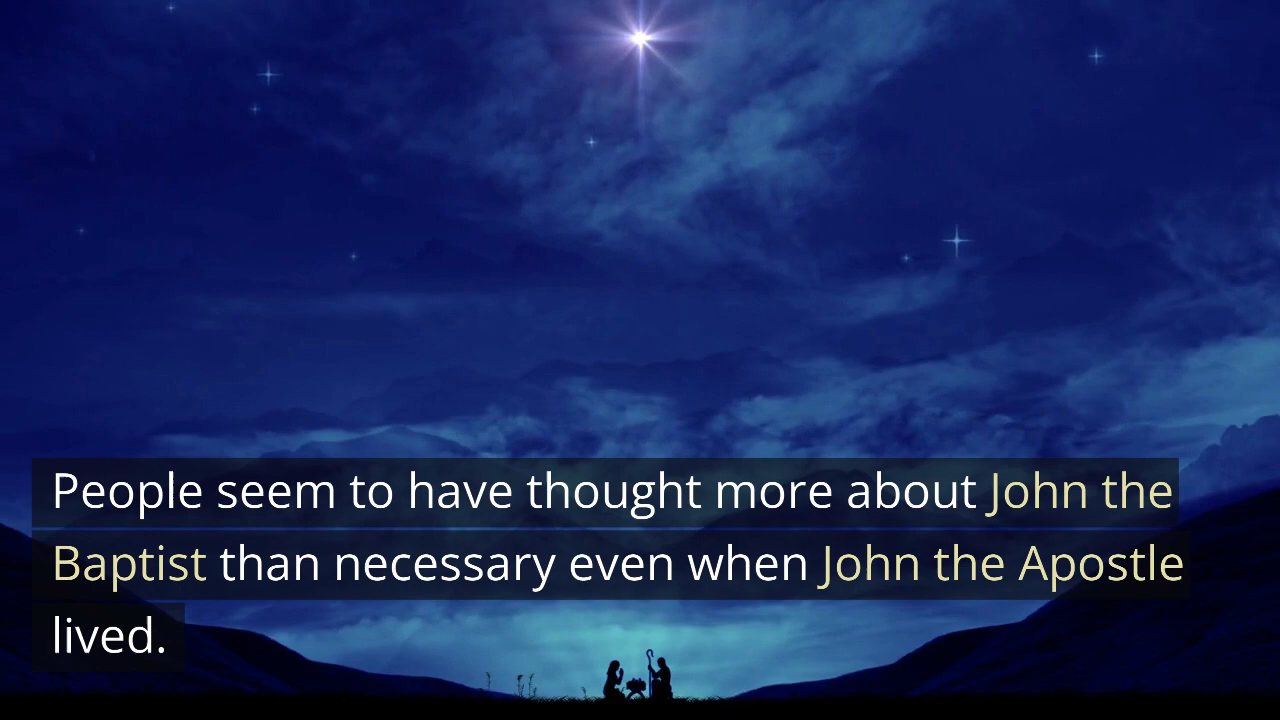 People seem to have thought more about John the
Baptist than necessary even when John the Apostle
lived.